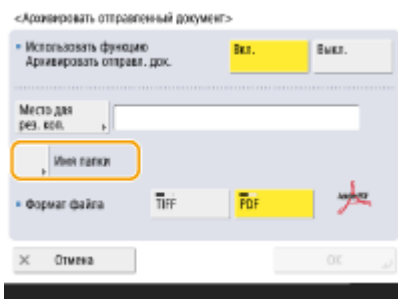 <Архивировать отправленный документ>
Использовать функцию
Архивировать отправл. док.
Вкл.
Выкл.
Место для
рез. коп.
Имя папки
Формат файла
TIFF
PDF
Отмена
OK